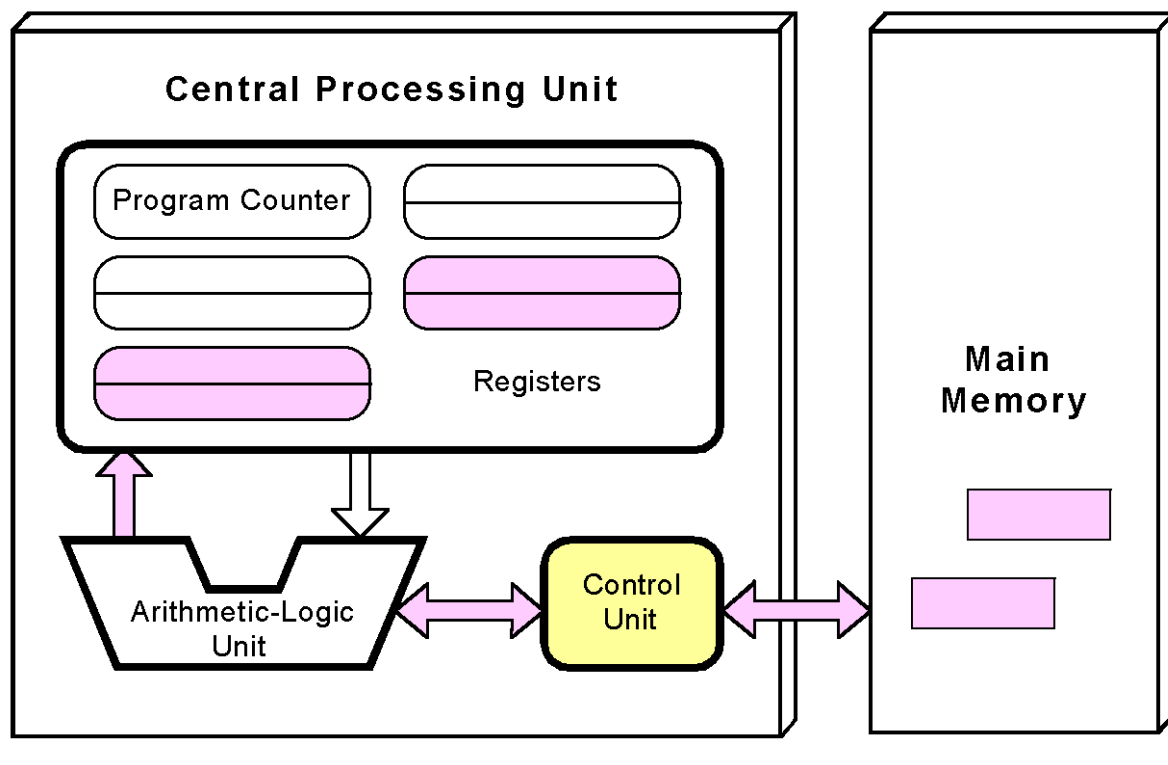 Central Processing Unit
Program Counter
Registers
Arithmetic-Logic
Unit
Control
Unit
Main
Memory